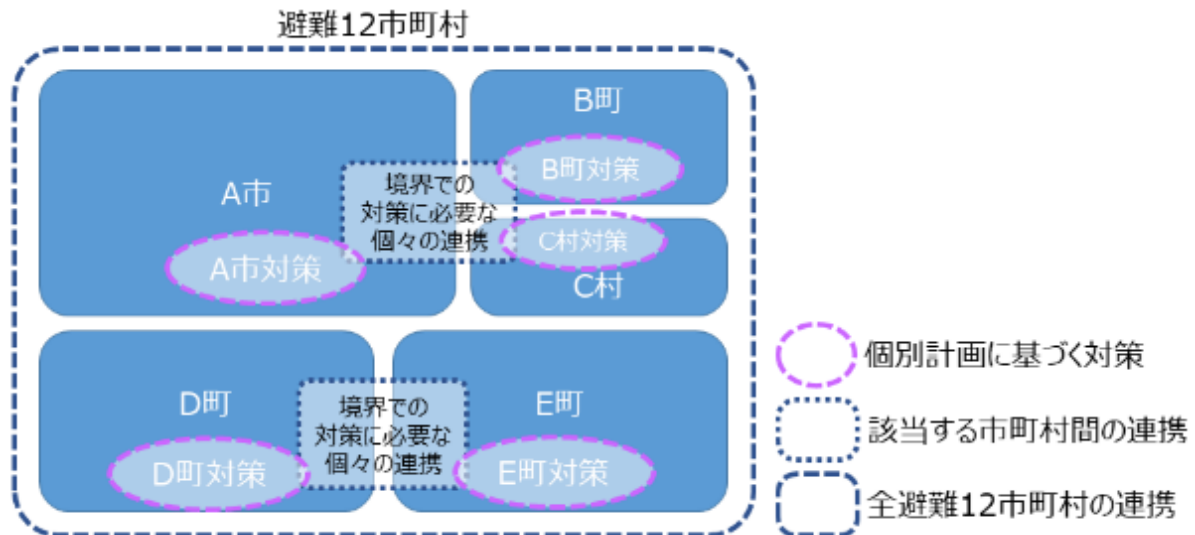 避難12市町村
A市
A市対策
B町
B町対策
境界での
対策に必要な
個々の連携
C村対策
C村
D町
D町対策
境界での
対策に必要な
個々の連携
E町
E町対策
個別計画に基づく対策
該当する市町村間の連携
全避難12市町村の連携